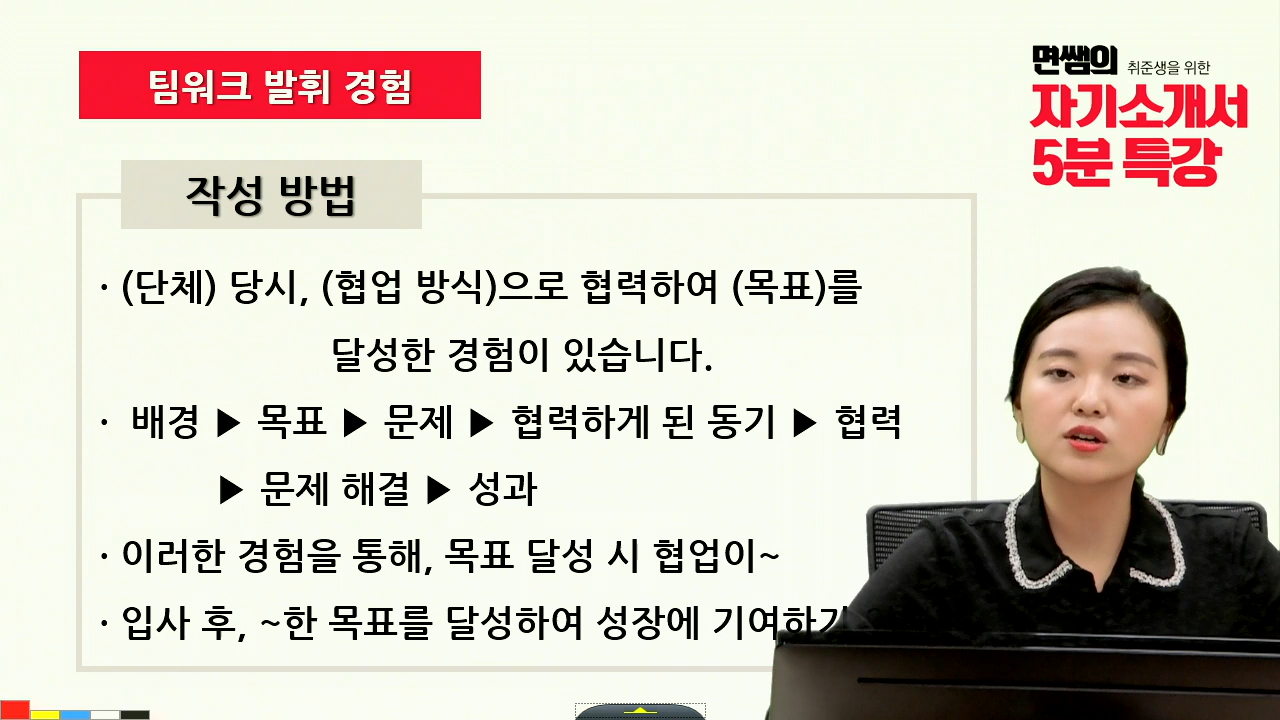 팀워크 발휘 경험
면쌤의 취준생을 위한
자기소개서
5분 특강
작성 방법
· (단체) 당시, (협업 방식)으로 협력하여 (목표)를
달성한 경험이 있습니다.
· 배경 ▶ 목표 ▶ 문제 ▶ 협력하게 된 동기 ▶ 협력
▶ 문제 해결 ▶ 성과
· 이러한 경험을 통해, 목표 달성 시 협업이~
· 입사 후, ~한 목표를 달성하여 성장에